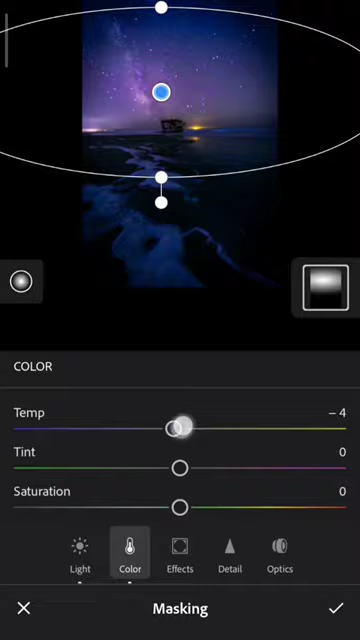 COLOR
Temp – 4
Tint 0
Saturation 0
Light Color Effects Detail Optics
Masking